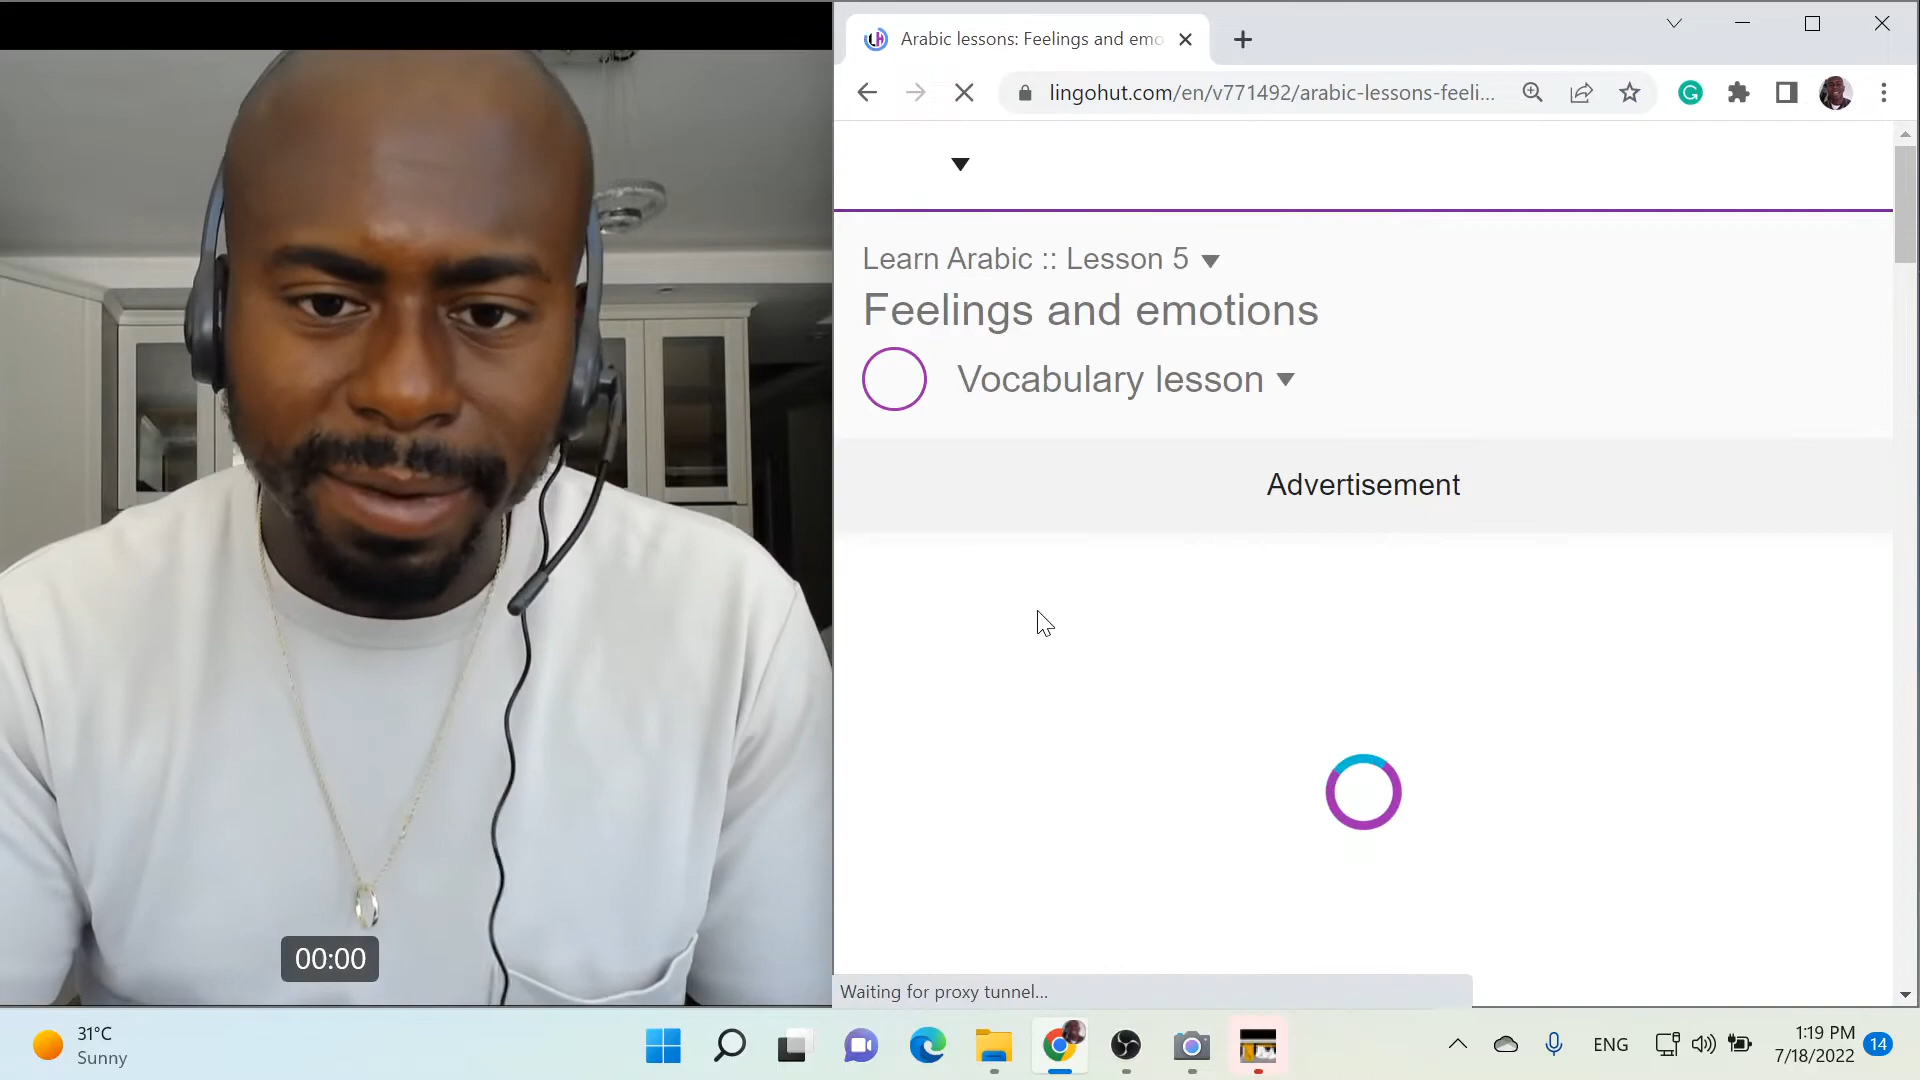 Arabic lessons: Feelings and emo
lingohut.com/en/v771492/arabic-lessons-feeli...
Learn Arabic :: Lesson 5
Feelings and emotions
Vocabulary lesson
Advertisement
00:00
Waiting for proxy tunnel...
31°C
Sunny
ENG
1:19 PM
7/18/2022
14